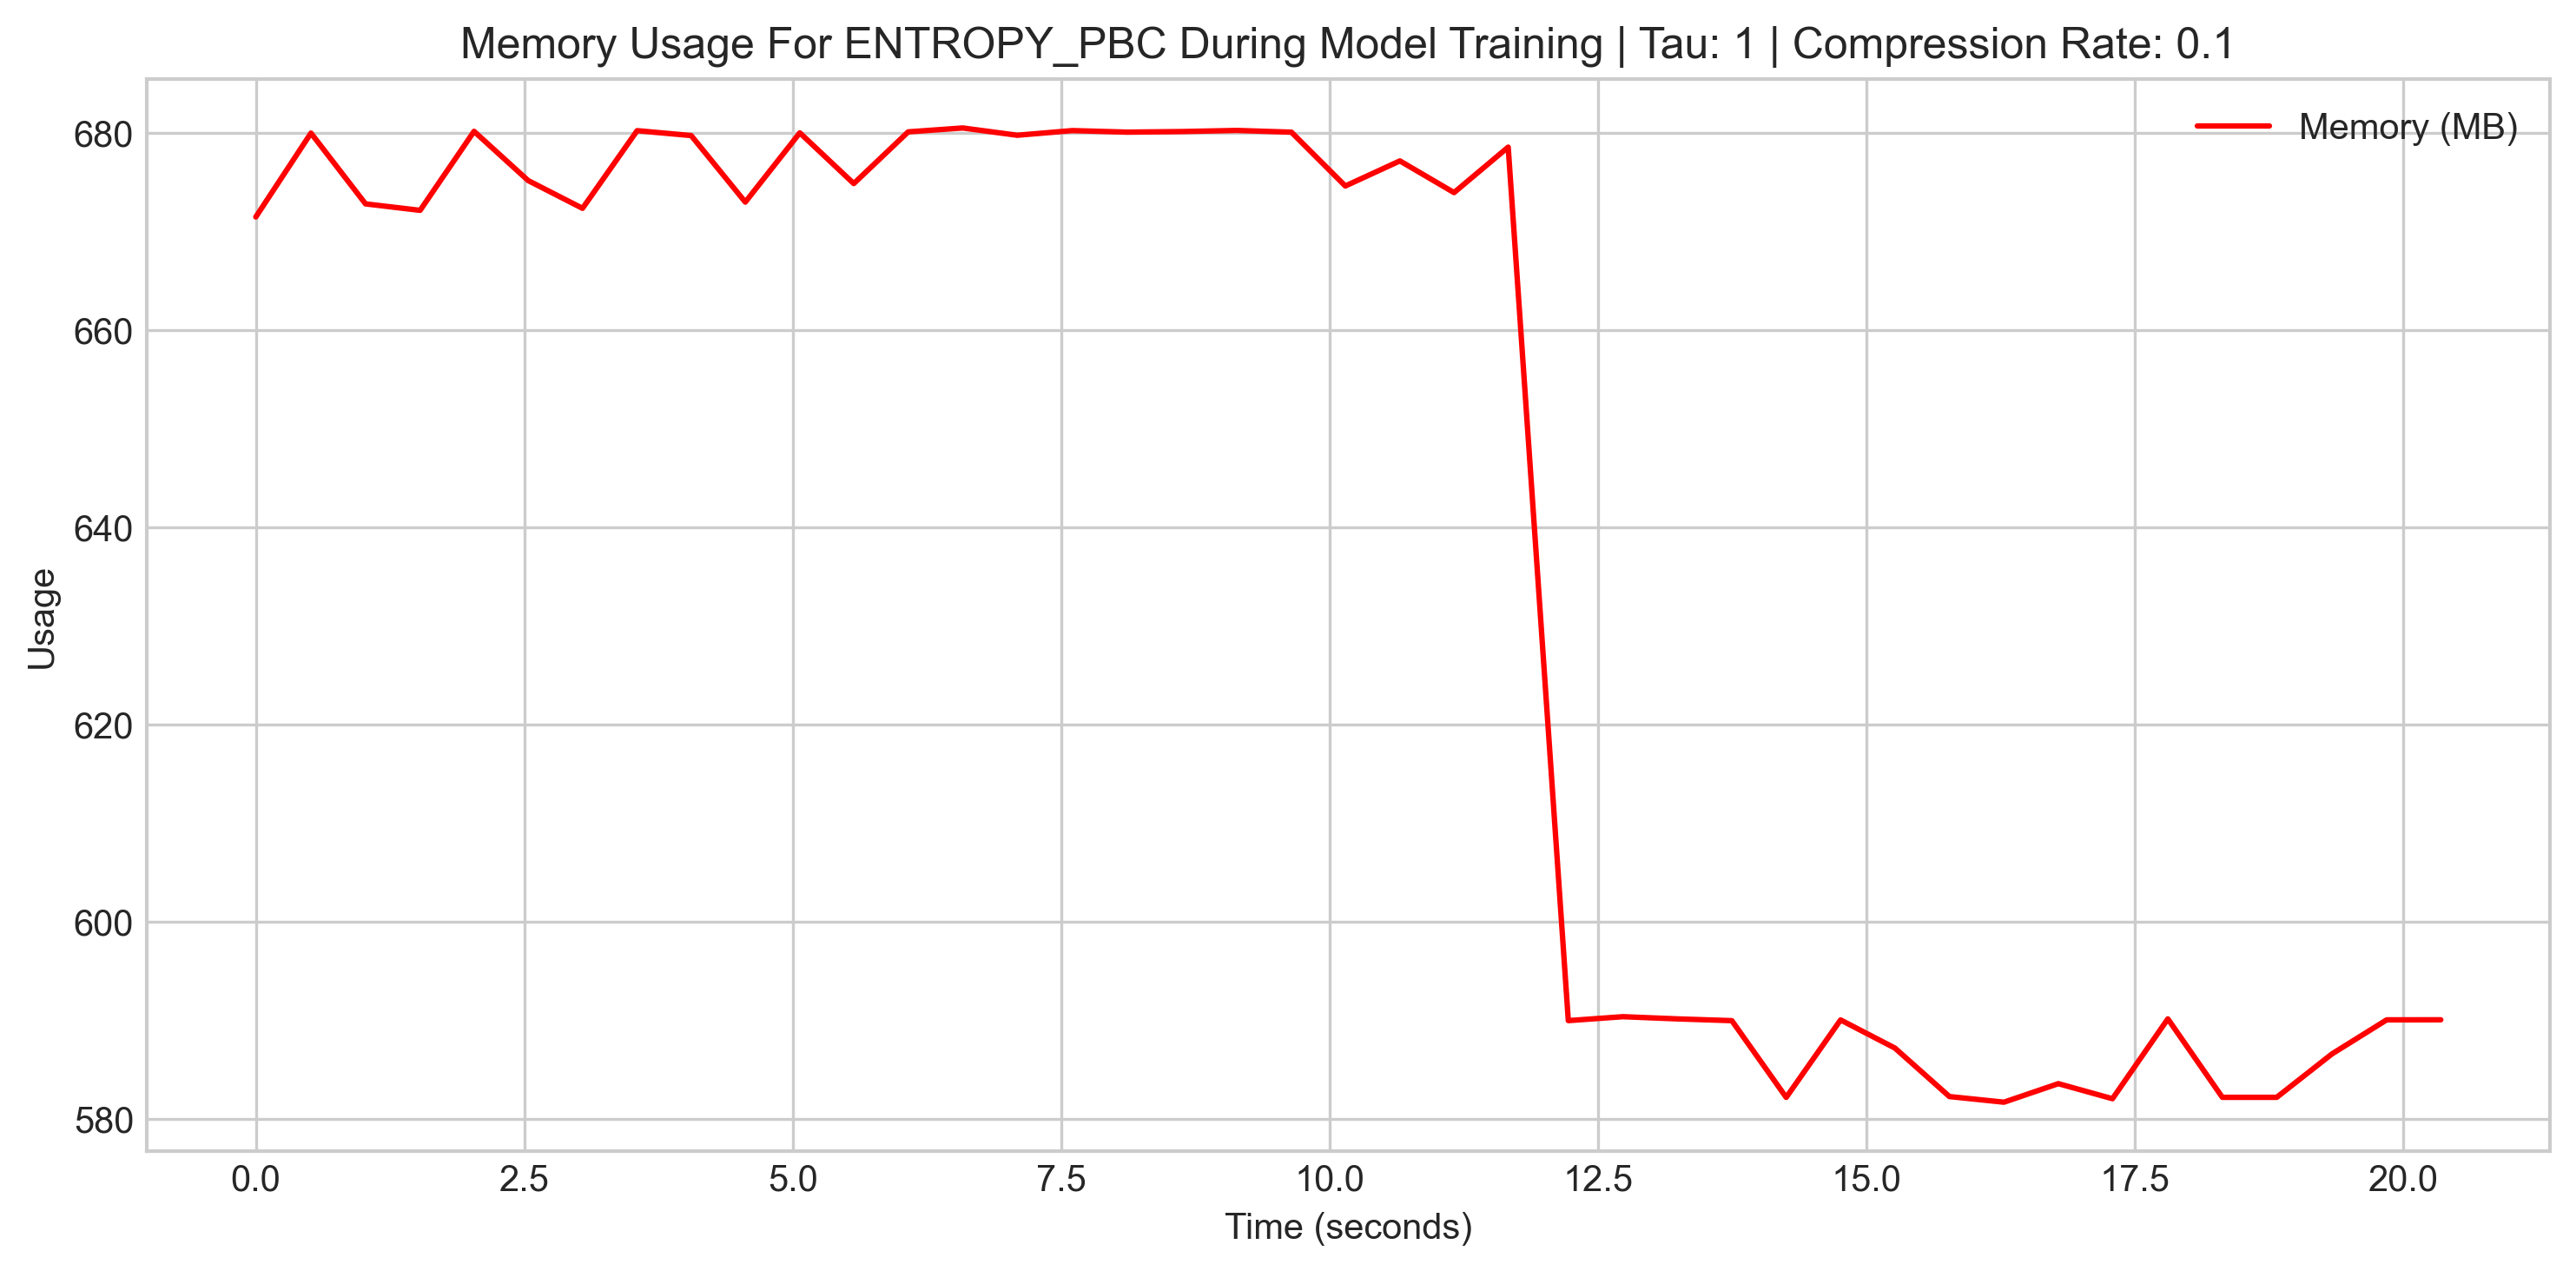 Memory Usage For ENTROPY_PBC During Model Training | Tau: 1 | Compression Rate: 0.1
Memory (MB)
680
660
640
620
600
580
Usage
0.0 2.5 5.0 7.5 10.0 12.5 15.0 17.5 20.0
Time (seconds)